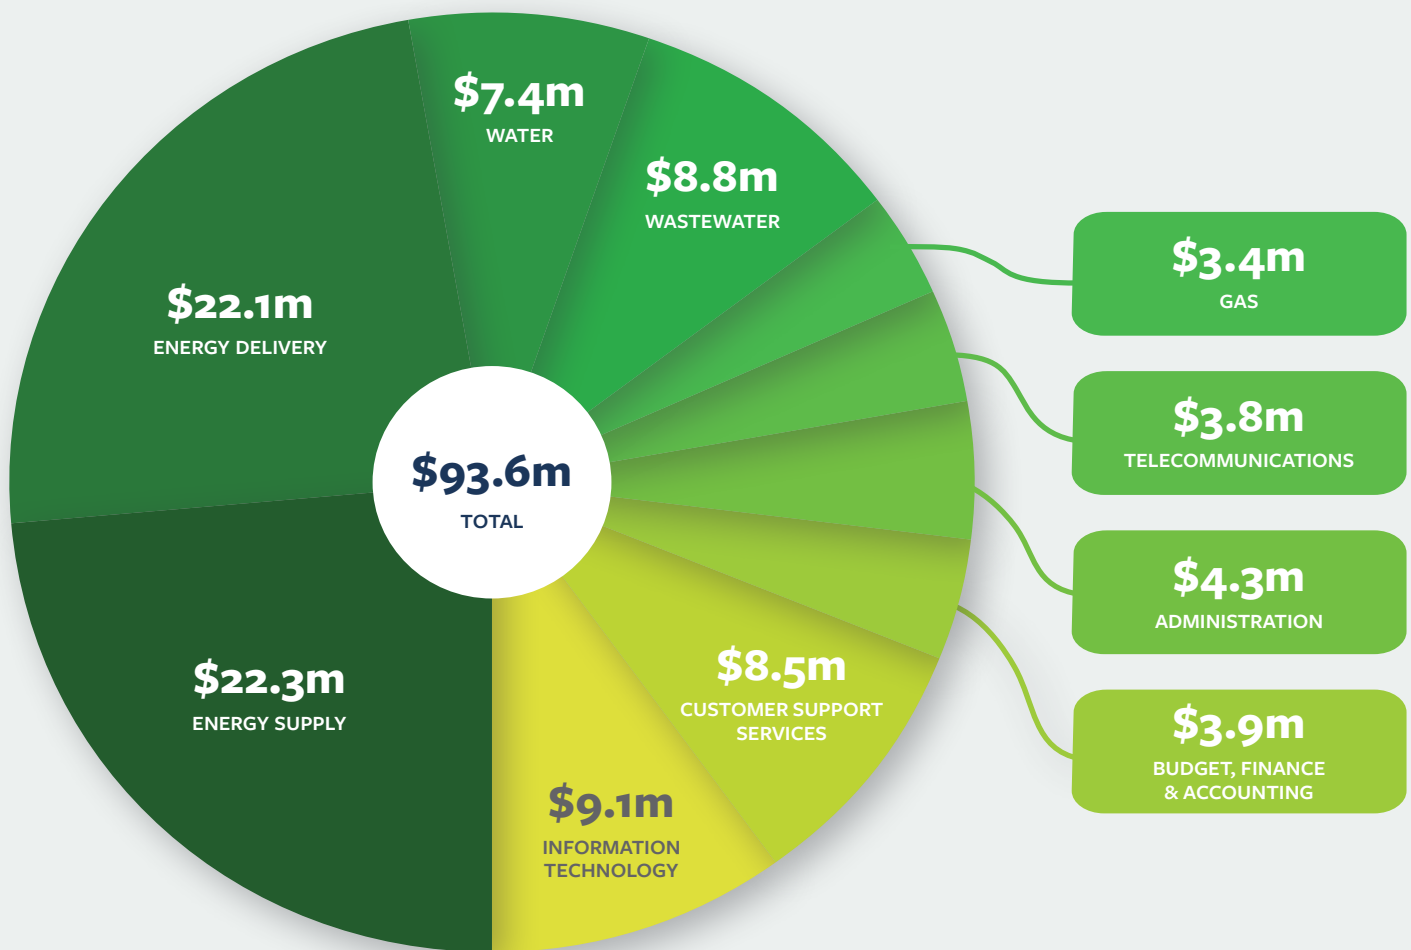 $7.4m
WATER
$8.8m
WASTEWATER
$22.1m
ENERGY DELIVERY
$93.6m
TOTAL
$22.3m
ENERGY SUPPLY
$9.1m
INFORMATION
TECHNOLOGY
$8.5m
CUSTOMER SUPPORT
SERVICES
$3.4m
GAS
$3.8m
TELECOMMUNICATIONS
$4.3m
ADMINISTRATION
$3.9m
BUDGET, FINANCE
& ACCOUNTING